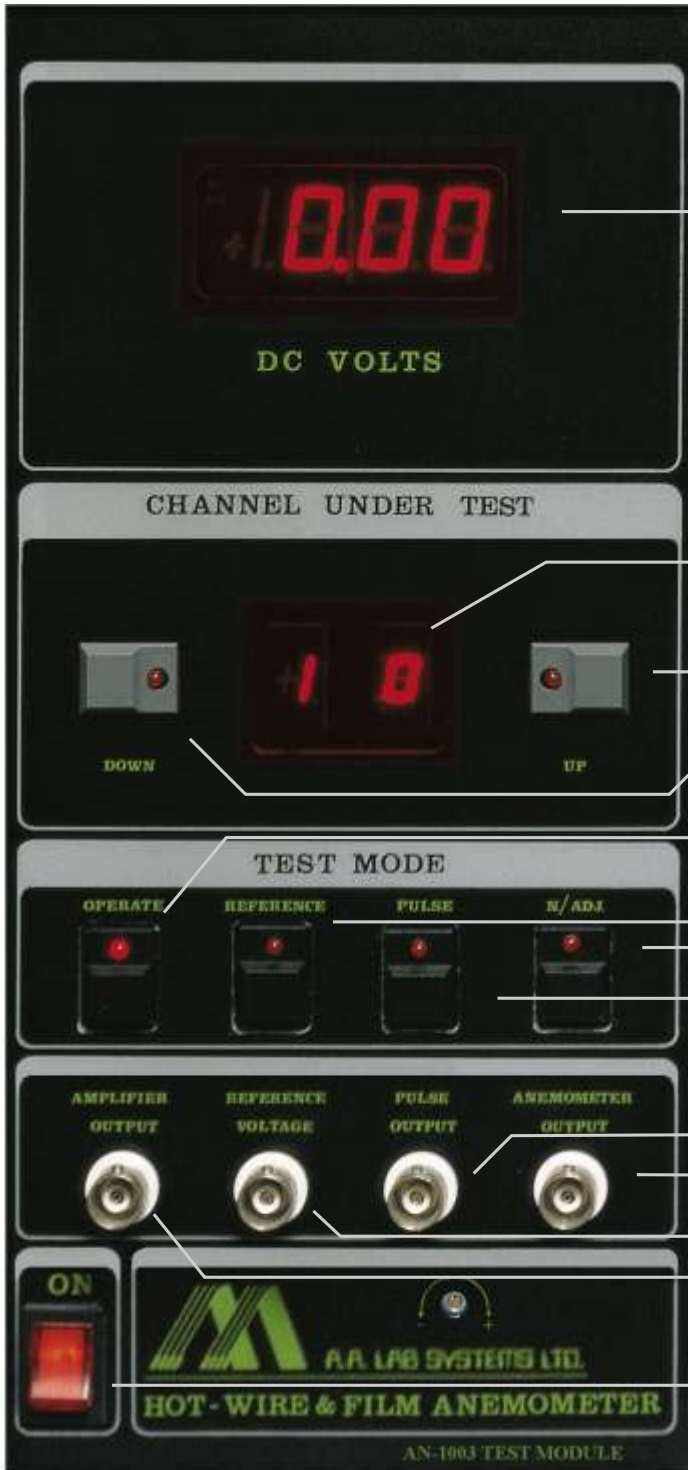 0.00
DC VOLTS
CHANNEL UNDER TEST
1 0
DOWN UP
TEST MODE
OPERATE REFERENCE PULSE N/ADJ.
AMPLIFIER OUTPUT REFERENCE VOLTAGE PULSE OUTPUT ANEMOMETER OUTPUT
ON
- +
A.A. LAB SYSTEMS LTD.
HOT-WIRE & FILM ANEMOMETER
AN-1003 TEST MODULE